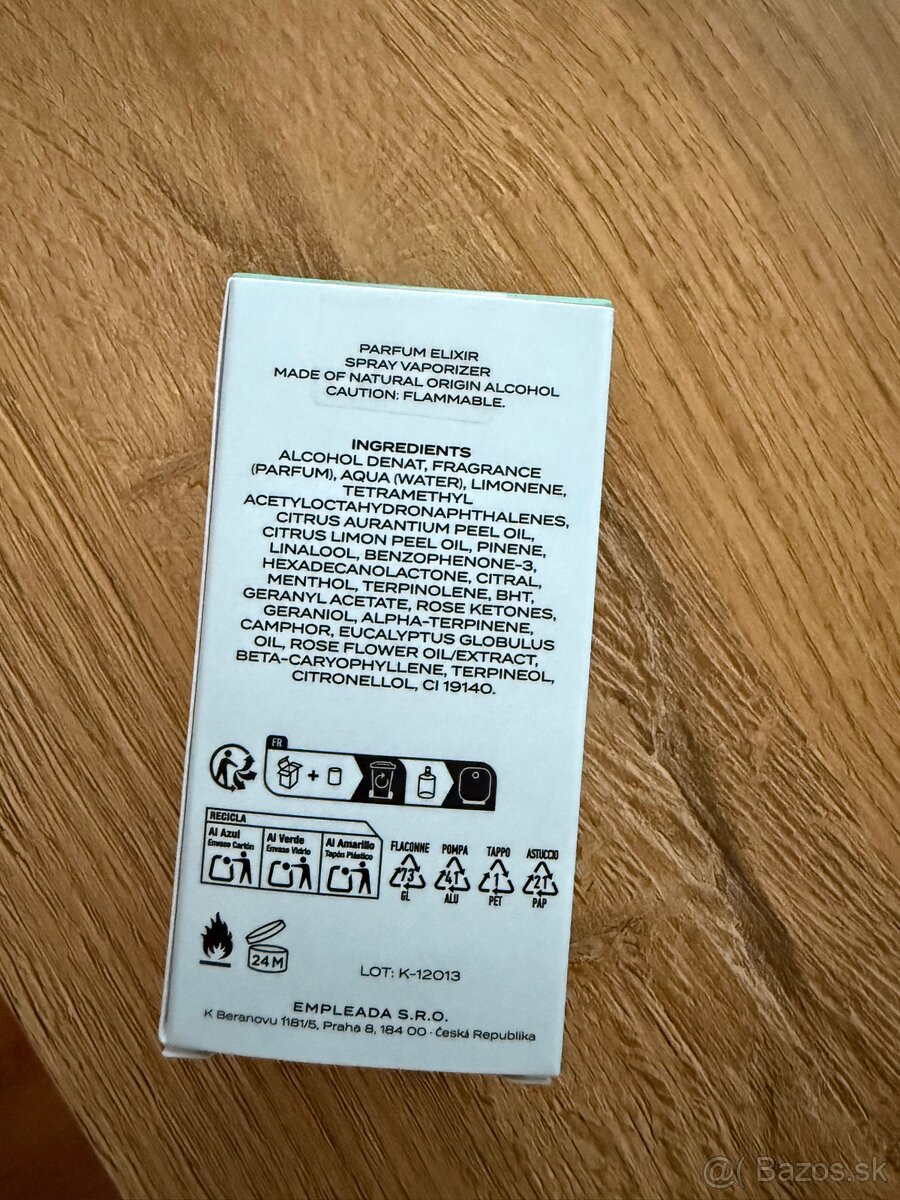 PARFUM ELIXIR
SPRAY VAPORIZER
MADE OF NATURAL ORIGIN ALCOHOL
CAUTION: FLAMMABLE.
INGREDIENTS
ALCOHOL DENAT, FRAGRANCE
(PARFUM), AQUA (WATER), LIMONENE,
TETRAMETHYL
ACETYLOCTAHYDRONAPHTHALENES,
CITRUS AURANTIUM PEEL OIL,
CITRUS LIMON PEEL OIL, PINENE,
LINALOOL, BENZOPHENONE-3,
HEXADECANOLACTONE, CITRAL,
MENTHOL, TERPINOLENE, BHT,
GERANYL ACETATE, ROSE KETONES,
GERANIOL, ALPHA-TERPINENE,
CAMPHOR, EUCALYPTUS GLOBULUS
OIL, ROSE FLOWER OIL/EXTRACT,
BETA-CARYOPHYLLENE, TERPINEOL,
CITRONELLOL, CI 19140.
FR
+
RECICLA
Al Azul
Envase Cartón
Al Verde
Envase Vidrio
Al Amarillo
Tapón Plástico
FLACONNE
73
GL
POMPA
41
ALU
TAPPO
1
PET
ASTUCCIO
21
PAP
24 M
LOT: K-12013
EMPLEADA S.R.O.
K Beranovu 1181/5, Praha 8, 184 00 · Česká Republika
@( Bazos.sk